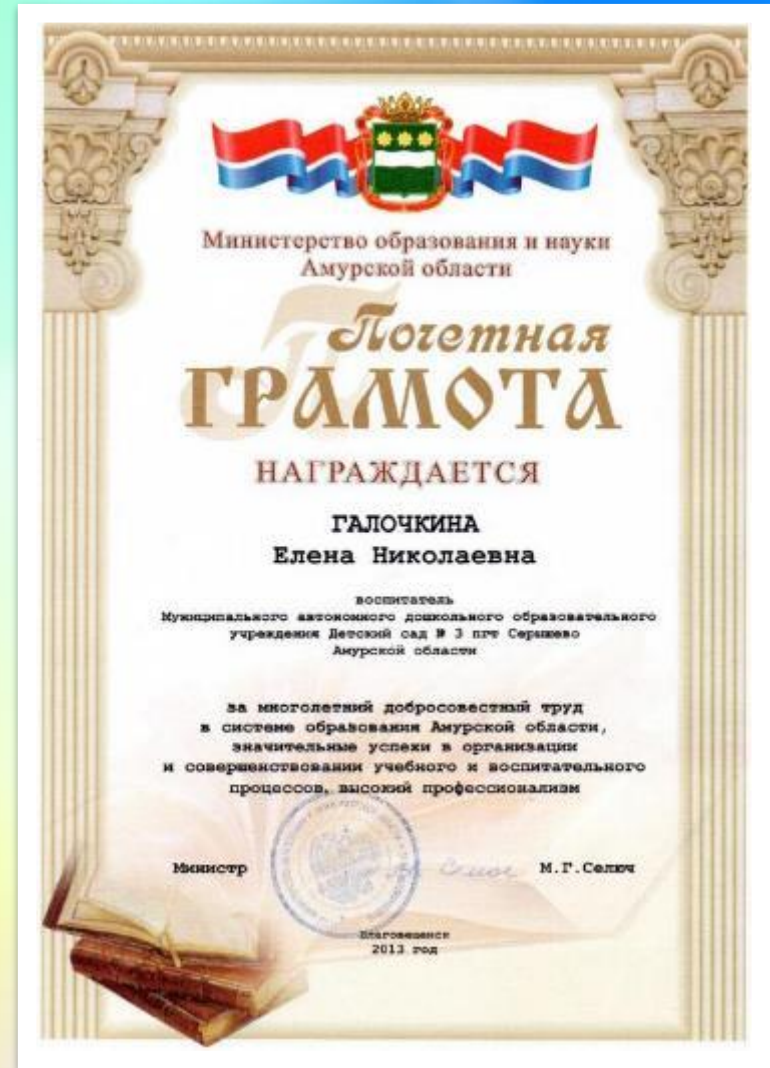 Министерство образования и науки
Амурской области
Почетная
ГРАМОТА
НАГРАЖДАЕТСЯ
ГАЛОЧКИНА
Елена Николаевна
воспитатель
Муниципального автономного дошкольного образовательного
учреждения Детский сад № 3 пгт Серышево
Амурской области
за многолетний добросовестный труд
в системе образования Амурской области,
значительные успехи в организации
и совершенствовании учебного и воспитательного
процессов, высокий профессионализм
Министр М.Г.Селюч
Благовещенск
2013 год